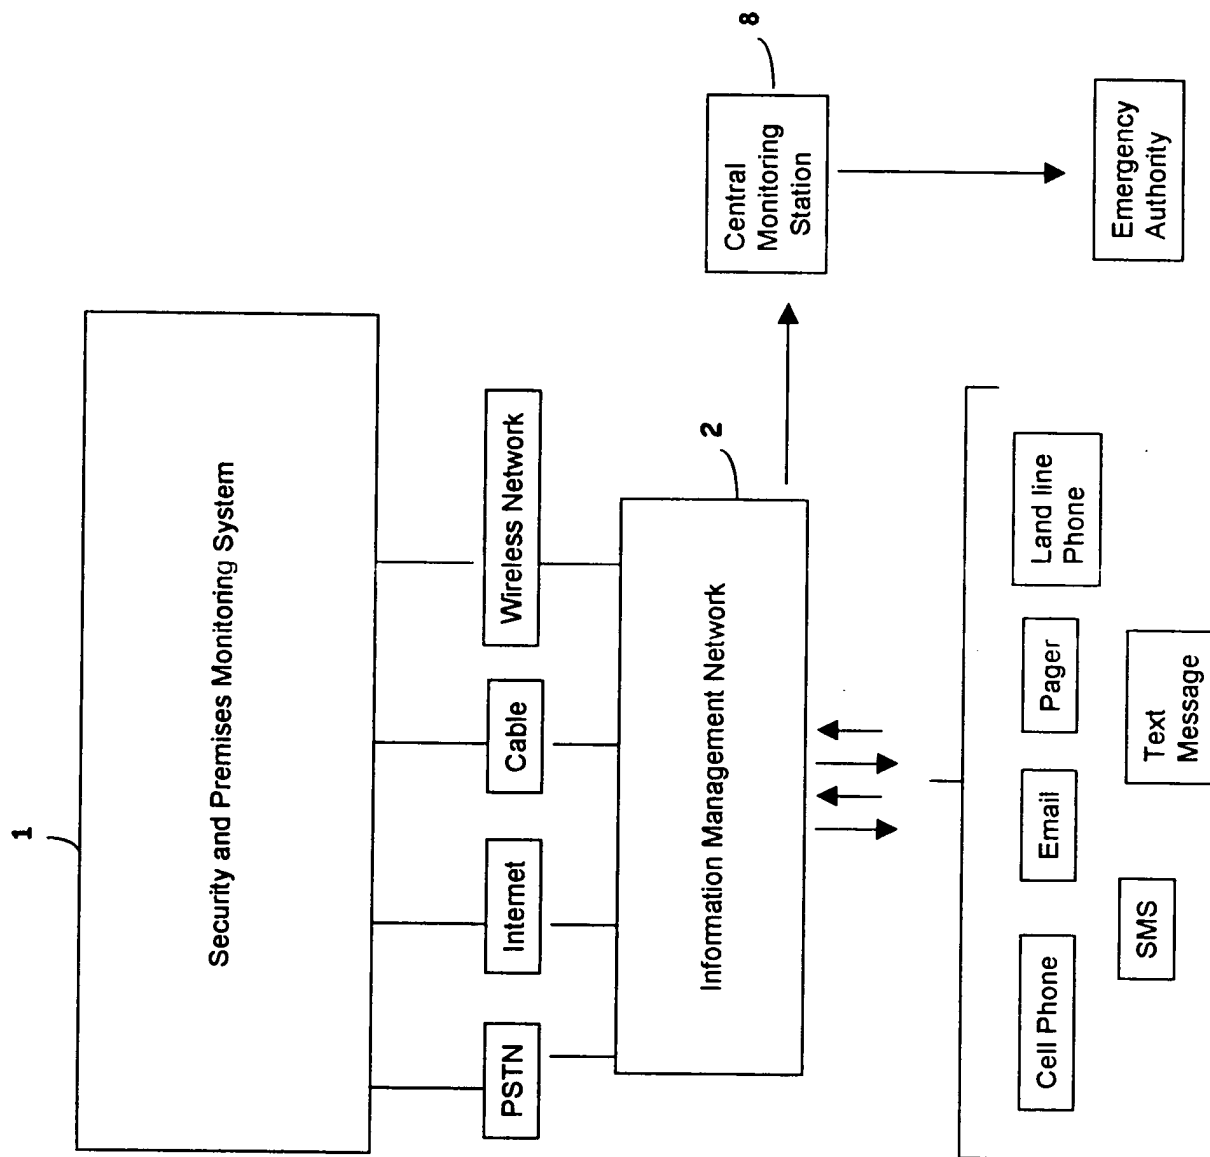 1
Security and Premises Monitoring System
PSTN
Internet
Cable
Wireless Network
2
Information Management Network
8
Central
Monitoring
Station
Emergency
Authority
Cell Phone
Email
Pager
Land line
Phone
SMS
Text
Message